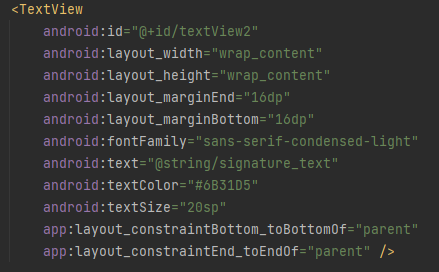 <TextView
android:id="@+id/textView2"
android:layout_width="wrap_content"
android:layout_height="wrap_content"
android:layout_marginEnd="16dp"
android:layout_marginBottom="16dp"
android:fontFamily="sans-serif-condensed-light"
android:text="@string/signature_text"
android:textColor="#6B31D5"
android:textSize="20sp"
app:layout_constraintBottom_toBottomOf="parent"
app:layout_constraintEnd_toEndOf="parent" />